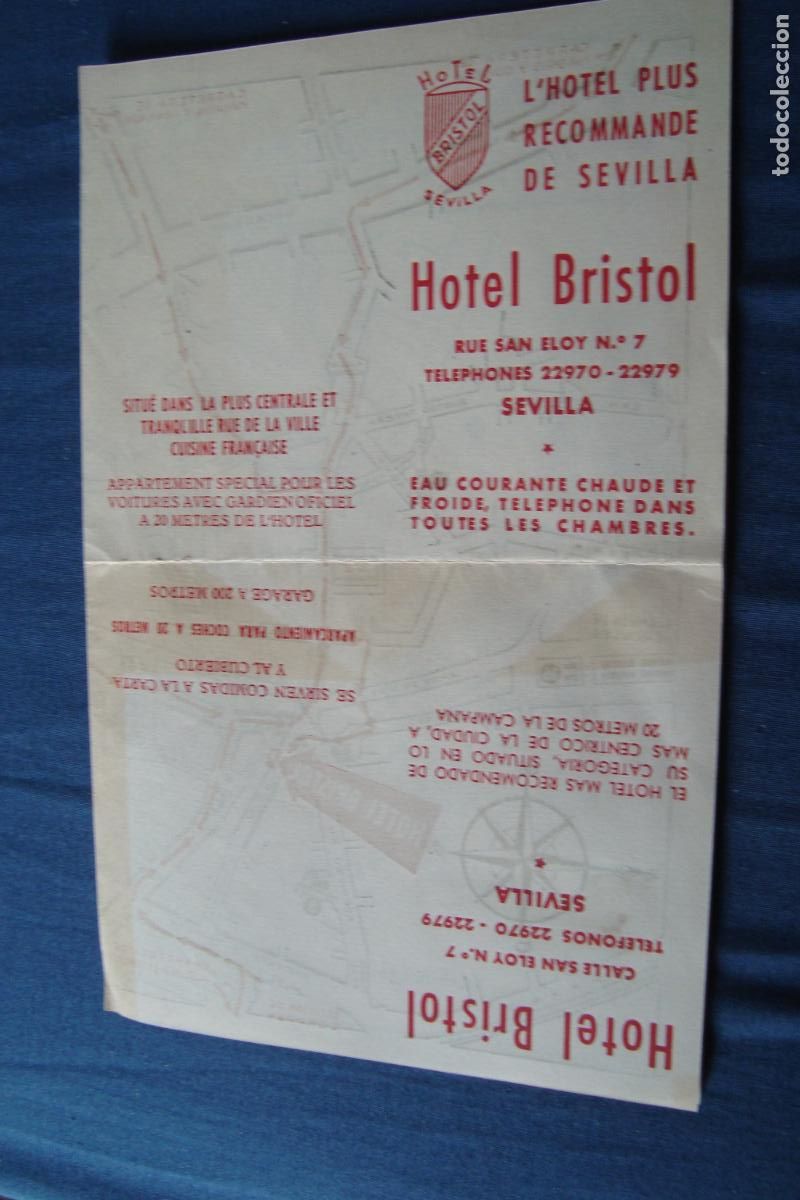 HOTEL
BRISTOL
SEVILLA
L'HOTEL PLUS
RECOMMANDE
DE SEVILLA
Hotel Bristol
RUE SAN ELOY N.º 7
TELEPHONES 22970 - 22979
SEVILLA
EAU COURANTE CHAUDE ET
FROIDE, TELEPHONE DANS
TOUTES LES CHAMBRES.
SITUÉ DANS LA PLUS CENTRALE ET
TRANQUILLE RUE DE LA VILLE
CUISINE FRANÇAISE
APPARTEMENT SPECIAL POUR LES
VOITURES AVEC GARDIEN OFICIEL
A 20 METRES DE L'HOTEL
Hotel Bristol
CALLE SAN ELOY N.º 7
TELEFONOS 22970 - 22979
SEVILLA
EL HOTEL MAS RECOMENDADO DE
SU CATEGORIA, SITUADO EN LO
MAS CENTRICO DE LA CIUDAD, A
20 METROS DE LA CAMPANA
SE SIRVEN COMIDAS A LA CARTA
Y AL CUBIERTO
APARCAMIENTO PARA COCHES A 20 METROS
GARAGE A 200 METROS
todocoleccion